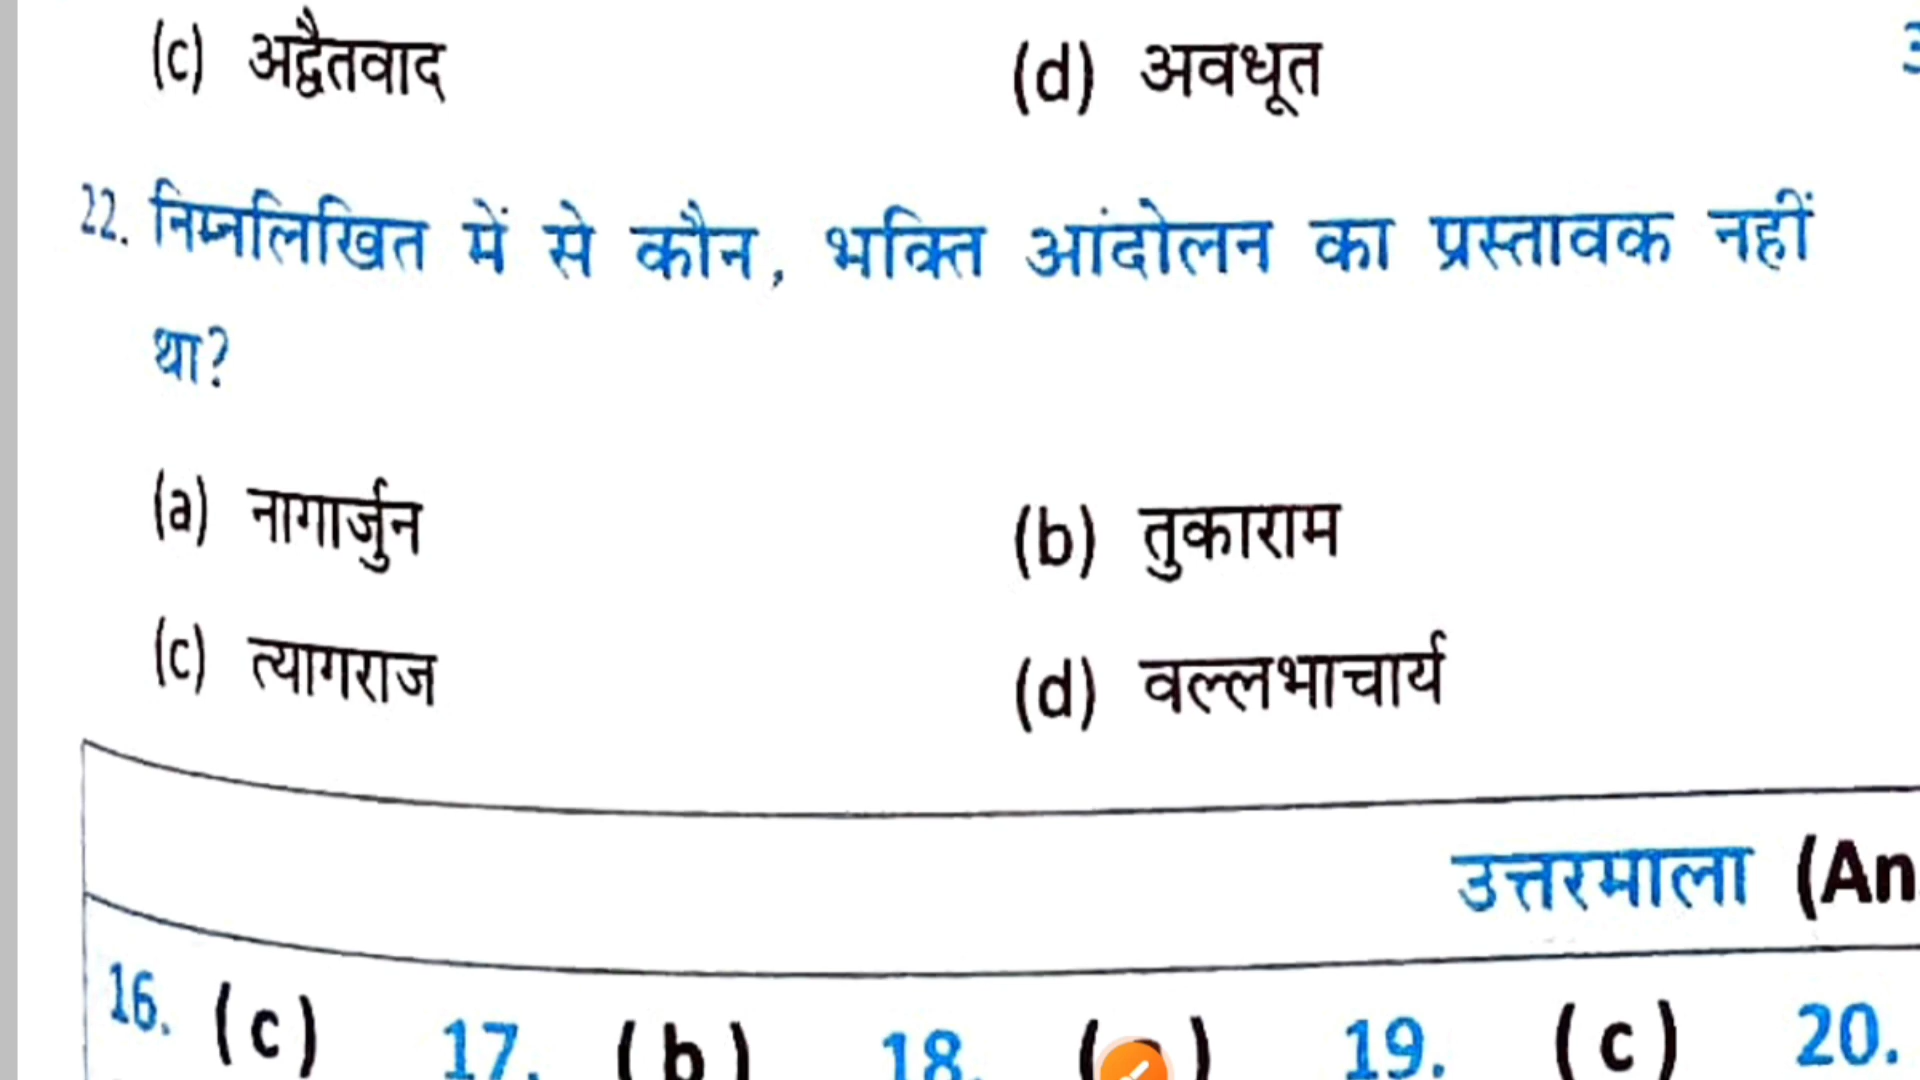 (c) अद्वैतवाद (d) अवधूत
22. निम्नलिखित में से कौन, भक्ति आंदोलन का प्रस्तावक नहीं
था?
(a) नागार्जुन (b) तुकाराम
(c) त्यागराज (d) वल्लभाचार्य
उत्तरमाला (An
16. (c) 17. (b) 18. 19. (c) 20.